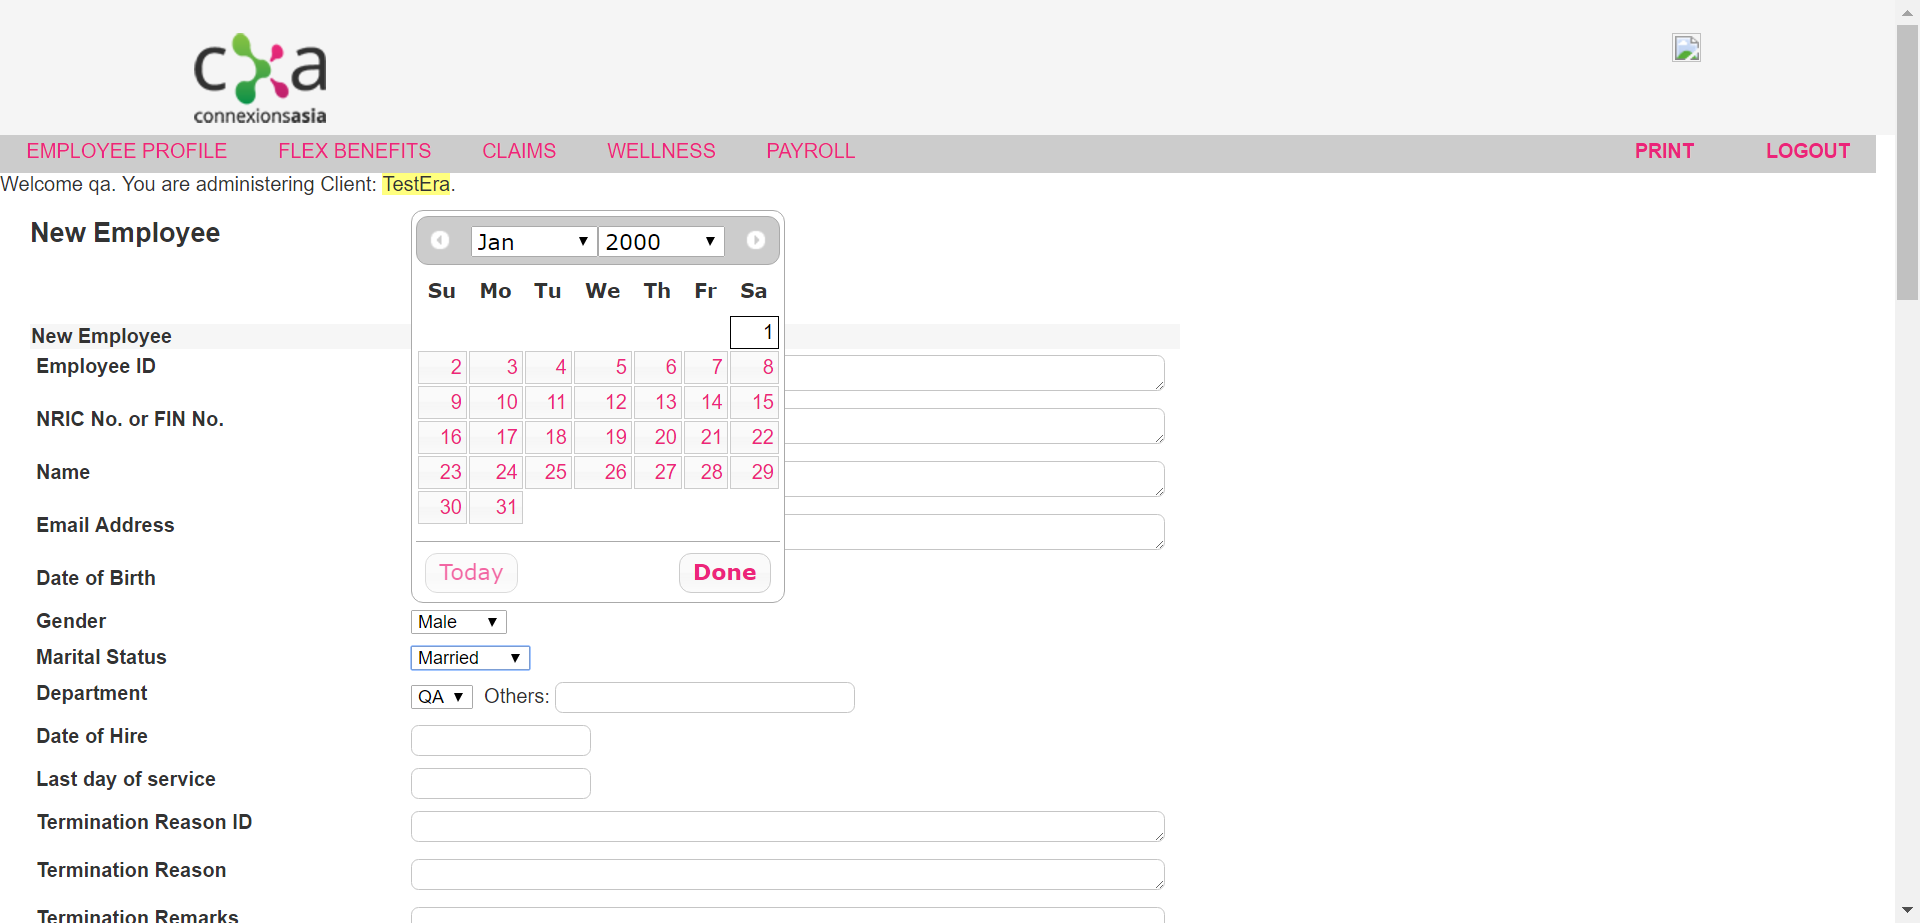 cxa
connexionsasia
EMPLOYEE PROFILE FLEX BENEFITS CLAIMS WELLNESS PAYROLL PRINT LOGOUT
Welcome qa. You are administering Client: TestEra.
New Employee
Jan 2000
Su Mo Tu We Th Fr Sa
1
2 3 4 5 6 7 8
9 10 11 12 13 14 15
16 17 18 19 20 21 22
23 24 25 26 27 28 29
30 31
Today Done
New Employee
Employee ID
NRIC No. or FIN No.
Name
Email Address
Date of Birth
Gender Male
Marital Status Married
Department QA Others:
Date of Hire
Last day of service
Termination Reason ID
Termination Reason
Termination Remarks